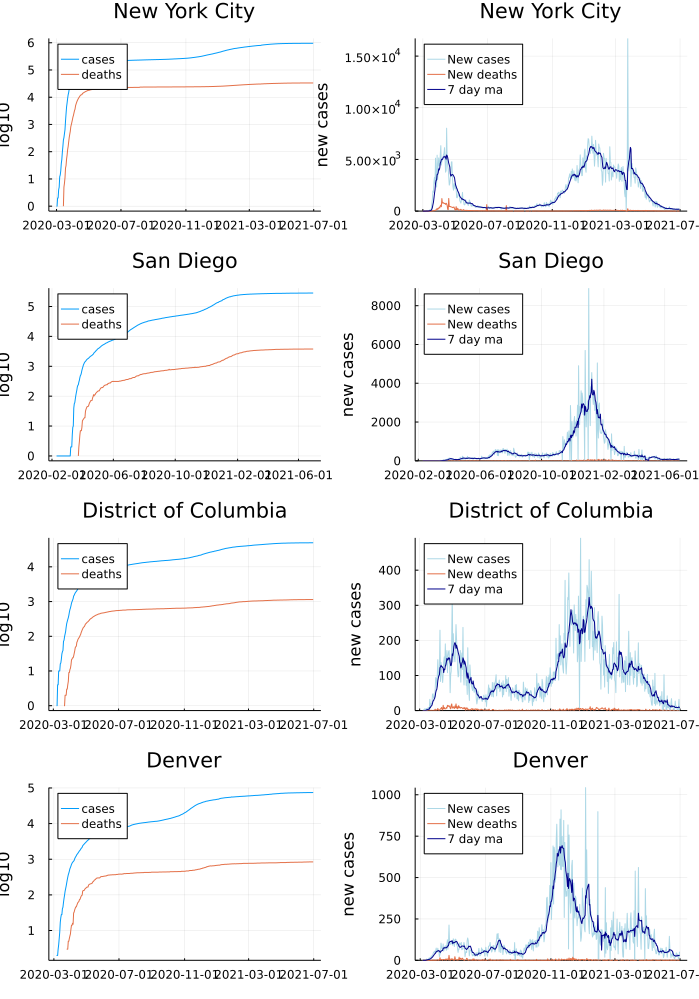 New York City
cases
deaths
6
5
4
3
2
1
0
log10
2020-03-01 2020-07-01 2020-11-01 2021-03-01 2021-07-01
New York City
New cases
New deaths
7 day ma
1.50×10⁴
1.00×10⁴
5.00×10³
0
new cases
2020-03-01 2020-07-01 2020-11-01 2021-03-01 2021-07-
San Diego
cases
deaths
5
4
3
2
1
0
log10
2020-02-01 2020-06-01 2020-10-01 2021-02-01 2021-06-01
San Diego
New cases
New deaths
7 day ma
8000
6000
4000
2000
0
new cases
2020-02-01 2020-06-01 2020-10-01 2021-02-01 2021-06-01
District of Columbia
cases
deaths
4
3
2
1
0
log10
2020-03-01 2020-07-01 2020-11-01 2021-03-01 2021-07-01
District of Columbia
New cases
New deaths
7 day ma
400
300
200
100
0
new cases
2020-03-01 2020-07-01 2020-11-01 2021-03-01 2021-07-
Denver
cases
deaths
5
4
3
2
1
log10
2020-03-01 2020-07-01 2020-11-01 2021-03-01 2021-07-01
Denver
New cases
New deaths
7 day ma
1000
750
500
250
0
new cases
2020-03-01 2020-07-01 2020-11-01 2021-03-01 2021-07-